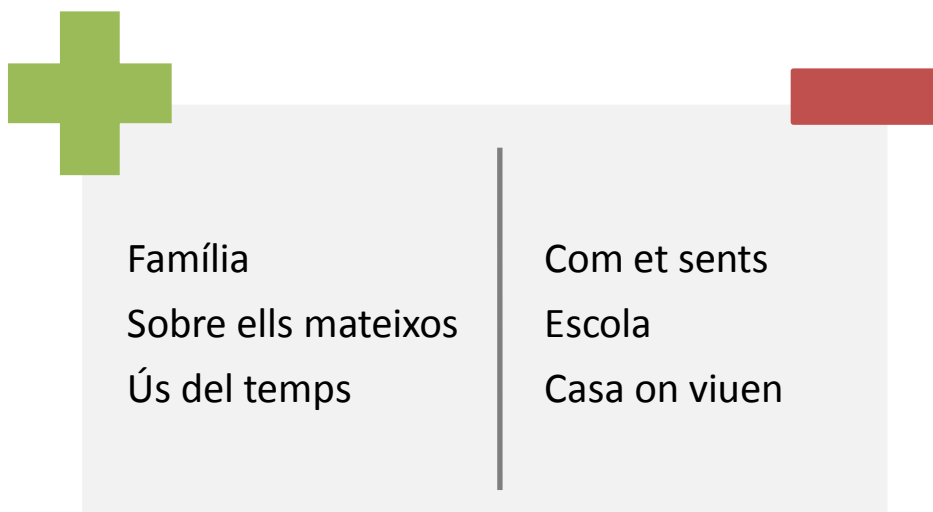 Família
Sobre ells mateixos
Ús del temps
Com et sents
Escola
Casa on viuen